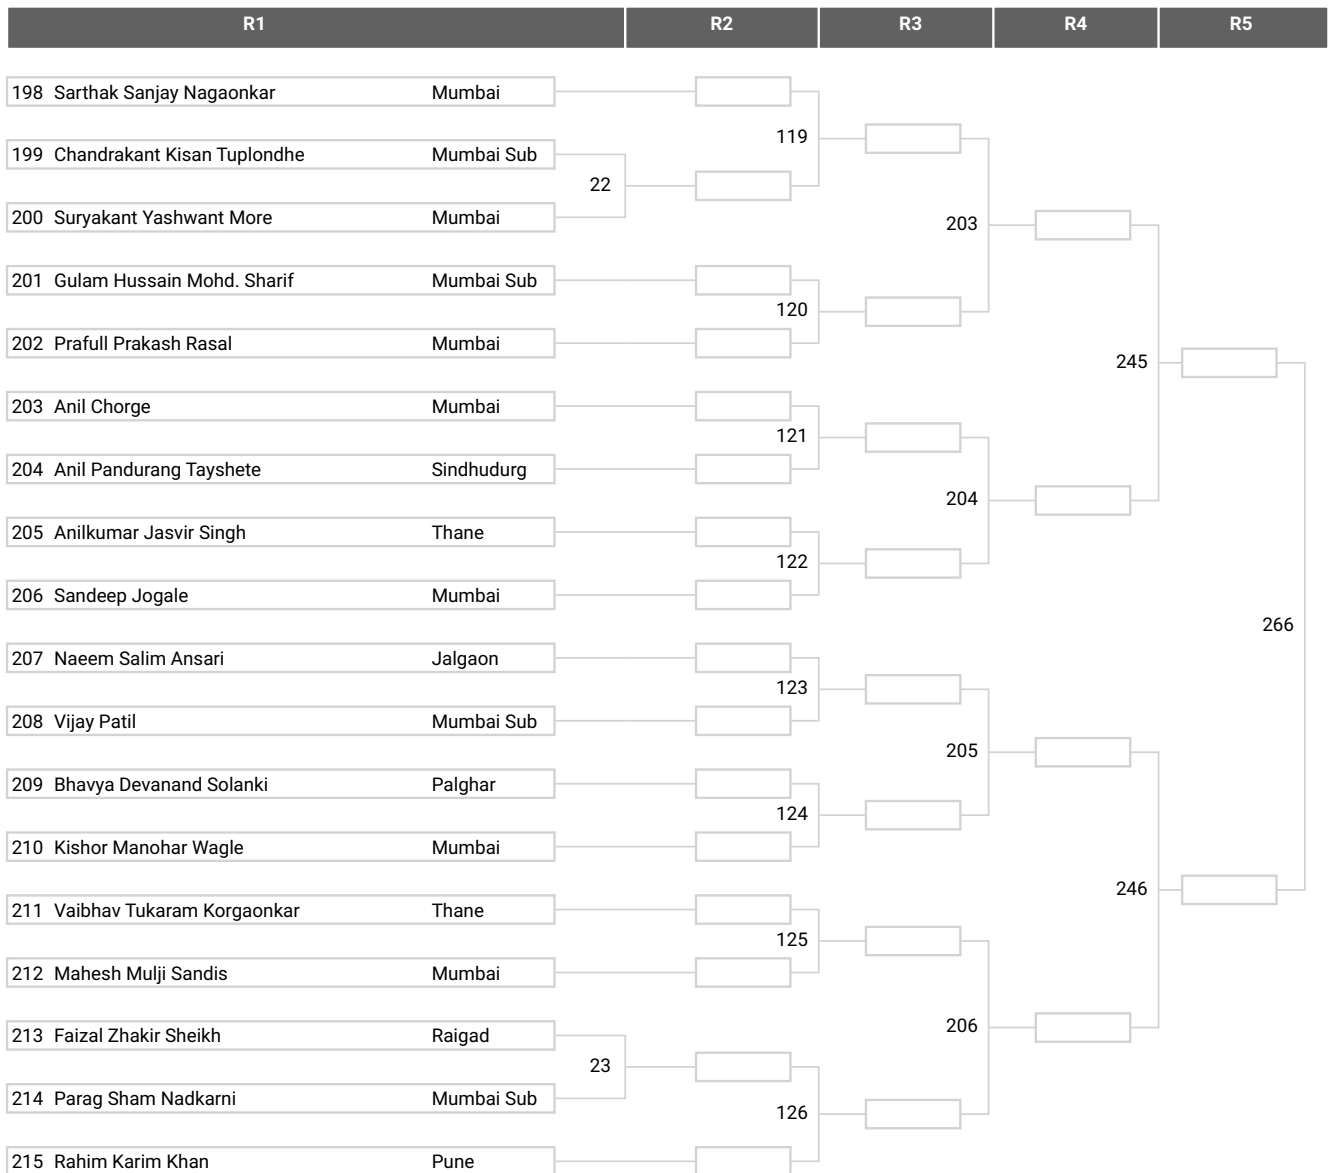 R1 R2 R3 R4 R5
198 Sarthak Sanjay Nagaonkar Mumbai
119
199 Chandrakant Kisan Tuplondhe Mumbai Sub
22
200 Suryakant Yashwant More Mumbai
203
201 Gulam Hussain Mohd. Sharif Mumbai Sub
120
202 Prafull Prakash Rasal Mumbai
245
203 Anil Chorge Mumbai
121
204 Anil Pandurang Tayshete Sindhudurg
204
205 Anilkumar Jasvir Singh Thane
122
206 Sandeep Jogale Mumbai
266
207 Naeem Salim Ansari Jalgaon
123
208 Vijay Patil Mumbai Sub
205
209 Bhavya Devanand Solanki Palghar
124
210 Kishor Manohar Wagle Mumbai
246
211 Vaibhav Tukaram Korgaonkar Thane
125
212 Mahesh Mulji Sandis Mumbai
206
213 Faizal Zhakir Sheikh Raigad
23
214 Parag Sham Nadkarni Mumbai Sub
126
215 Rahim Karim Khan Pune